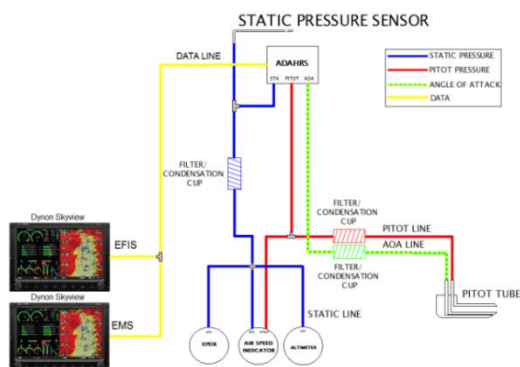 STATIC PRESSURE SENSOR
DATA LINE
ADAHRS
PITOT
AOA
STATIC PRESSURE
PITOT PRESSURE
ANGLE OF ATTACK
DATA
FILTER/
CONDENSATION
CUP
FILTER/
CONDENSATION
CUP
PITOT LINE
AOA LINE
FILTER/
CONDENSATION
CUP
PITOT TUBE
Dynon Skyview
EFIS
Dynon Skyview
EMS
STATIC LINE
AIR SPEED
INDICATOR
ALTIMETER